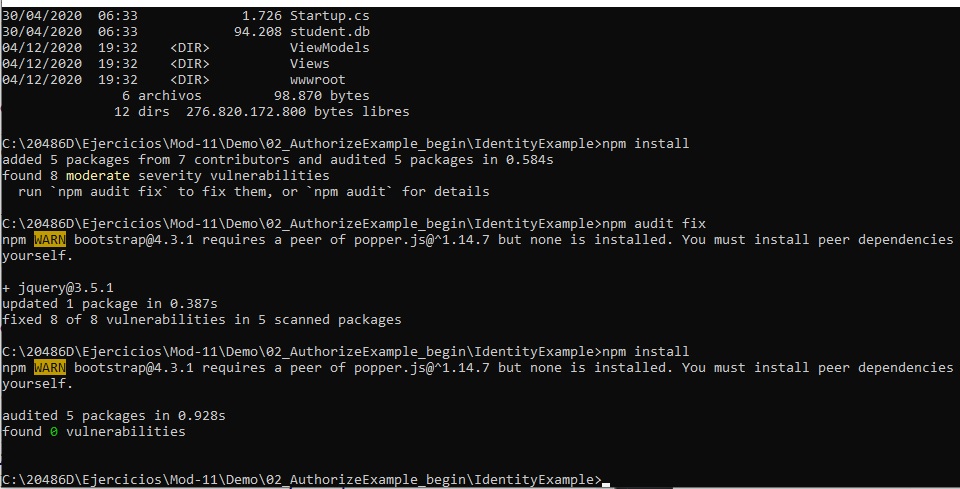 30/04/2020  06:33             1.726 Startup.cs
30/04/2020  06:33            94.208 student.db
04/12/2020  19:32    <DIR>          ViewModels
04/12/2020  19:32    <DIR>          Views
04/12/2020  19:32    <DIR>          wwwroot
               6 archivos         98.870 bytes
              12 dirs  276.820.172.800 bytes libres
C:\20486D\Ejercicios\Mod-11\Demo\02_AuthorizeExample_begin\IdentityExample>npm install
added 5 packages from 7 contributors and audited 5 packages in 0.584s
found 8 moderate severity vulnerabilities
  run `npm audit fix` to fix them, or `npm audit` for details
C:\20486D\Ejercicios\Mod-11\Demo\02_AuthorizeExample_begin\IdentityExample>npm audit fix
npm WARN bootstrap@4.3.1 requires a peer of popper.js@^1.14.7 but none is installed. You must install peer dependencies
yourself.
+ jquery@3.5.1
updated 1 package in 0.387s
fixed 8 of 8 vulnerabilities in 5 scanned packages
C:\20486D\Ejercicios\Mod-11\Demo\02_AuthorizeExample_begin\IdentityExample>npm install
npm WARN bootstrap@4.3.1 requires a peer of popper.js@^1.14.7 but none is installed. You must install peer dependencies
yourself.
audited 5 packages in 0.928s
found 0 vulnerabilities
C:\20486D\Ejercicios\Mod-11\Demo\02_AuthorizeExample_begin\IdentityExample>